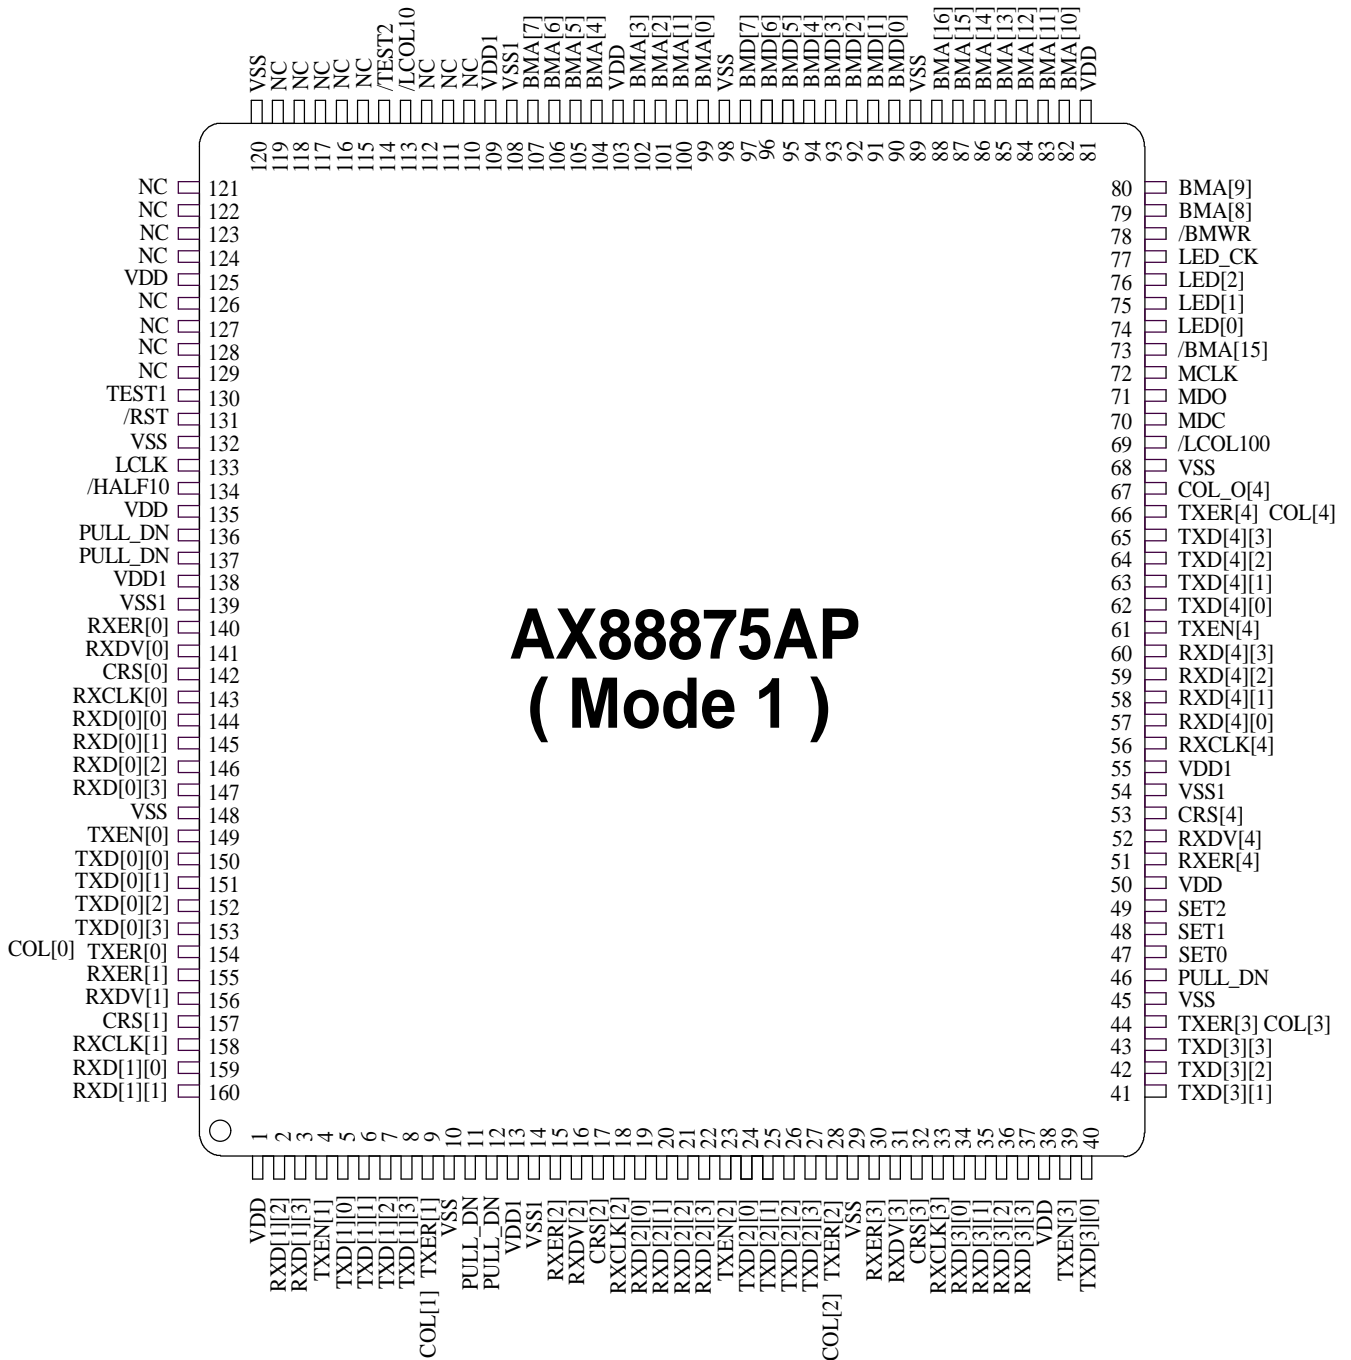 VSS
NC
NC
NC
NC
NC
/TEST2
/LCOL10
NC
NC
NC
VDD1
VSS1
BMA[7]
BMA[6]
BMA[5]
BMA[4]
VDD
BMA[3]
BMA[2]
BMA[1]
BMA[0]
VSS
BMD[7]
BMD[6]
BMD[5]
BMD[4]
BMD[3]
BMD[2]
BMD[1]
BMD[0]
VSS
BMA[16]
BMA[15]
BMA[14]
BMA[13]
BMA[12]
BMA[11]
BMA[10]
VDD
120
119
118
117
116
115
114
113
112
111
110
109
108
107
106
105
104
103
102
101
100
99
98
97
96
95
94
93
92
91
90
89
88
87
86
85
84
83
82
81
NC 121
NC 122
NC 123
NC 124
VDD 125
NC 126
NC 127
NC 128
NC 129
TEST1 130
/RST 131
VSS 132
LCLK 133
/HALF10 134
VDD 135
PULL_DN 136
PULL_DN 137
VDD1 138
VSS1 139
RXER[0] 140
RXDV[0] 141
CRS[0] 142
RXCLK[0] 143
RXD[0][0] 144
RXD[0][1] 145
RXD[0][2] 146
RXD[0][3] 147
VSS 148
TXEN[0] 149
TXD[0][0] 150
TXD[0][1] 151
TXD[0][2] 152
TXD[0][3] 153
COL[0] TXER[0] 154
RXER[1] 155
RXDV[1] 156
CRS[1] 157
RXCLK[1] 158
RXD[1][0] 159
RXD[1][1] 160
AX88875AP
( Mode 1 )
80 BMA[9]
79 BMA[8]
78 /BMWR
77 LED_CK
76 LED[2]
75 LED[1]
74 LED[0]
73 /BMA[15]
72 MCLK
71 MDO
70 MDC
69 /LCOL100
68 VSS
67 COL_O[4]
66 TXER[4] COL[4]
65 TXD[4][3]
64 TXD[4][2]
63 TXD[4][1]
62 TXD[4][0]
61 TXEN[4]
60 RXD[4][3]
59 RXD[4][2]
58 RXD[4][1]
57 RXD[4][0]
56 RXCLK[4]
55 VDD1
54 VSS1
53 CRS[4]
52 RXDV[4]
51 RXER[4]
50 VDD
49 SET2
48 SET1
47 SET0
46 PULL_DN
45 VSS
44 TXER[3] COL[3]
43 TXD[3][3]
42 TXD[3][2]
41 TXD[3][1]
1
2
3
4
5
6
7
8
9
10
11
12
13
14
15
16
17
18
19
20
21
22
23
24
25
26
27
28
29
30
31
32
33
34
35
36
37
38
39
40
VDD
RXD[1][2]
RXD[1][3]
TXEN[1]
TXD[1][0]
TXD[1][1]
TXD[1][2]
TXD[1][3]
COL[1] TXER[1]
VSS
PULL_DN
PULL_DN
VDD1
VSS1
RXER[2]
RXDV[2]
CRS[2]
RXCLK[2]
RXD[2][0]
RXD[2][1]
RXD[2][2]
RXD[2][3]
TXEN[2]
TXD[2][0]
TXD[2][1]
TXD[2][2]
TXD[2][3]
COL[2] TXER[2]
VSS
RXER[3]
RXDV[3]
CRS[3]
RXCLK[3]
RXD[3][0]
RXD[3][1]
RXD[3][2]
RXD[3][3]
VDD
TXEN[3]
TXD[3][0]